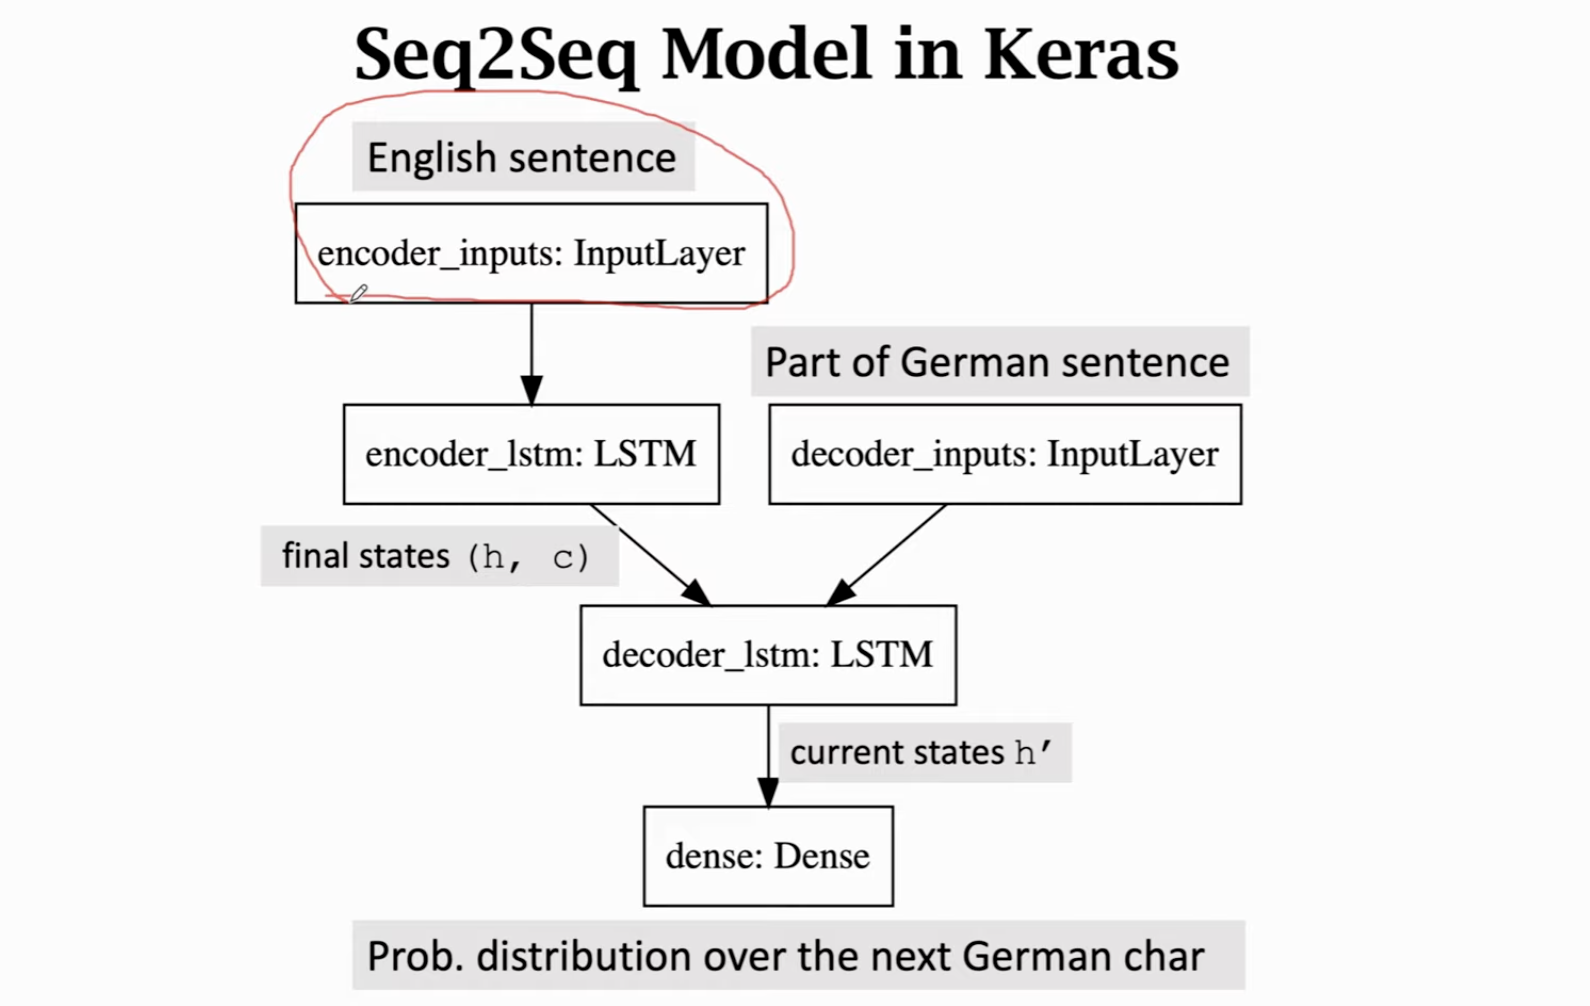 Seq2Seq Model in Keras
English sentence
encoder_inputs: InputLayer
Part of German sentence
encoder_lstm: LSTM
decoder_inputs: InputLayer
final states (h, c)
decoder_lstm: LSTM
current states h’
dense: Dense
Prob. distribution over the next German char